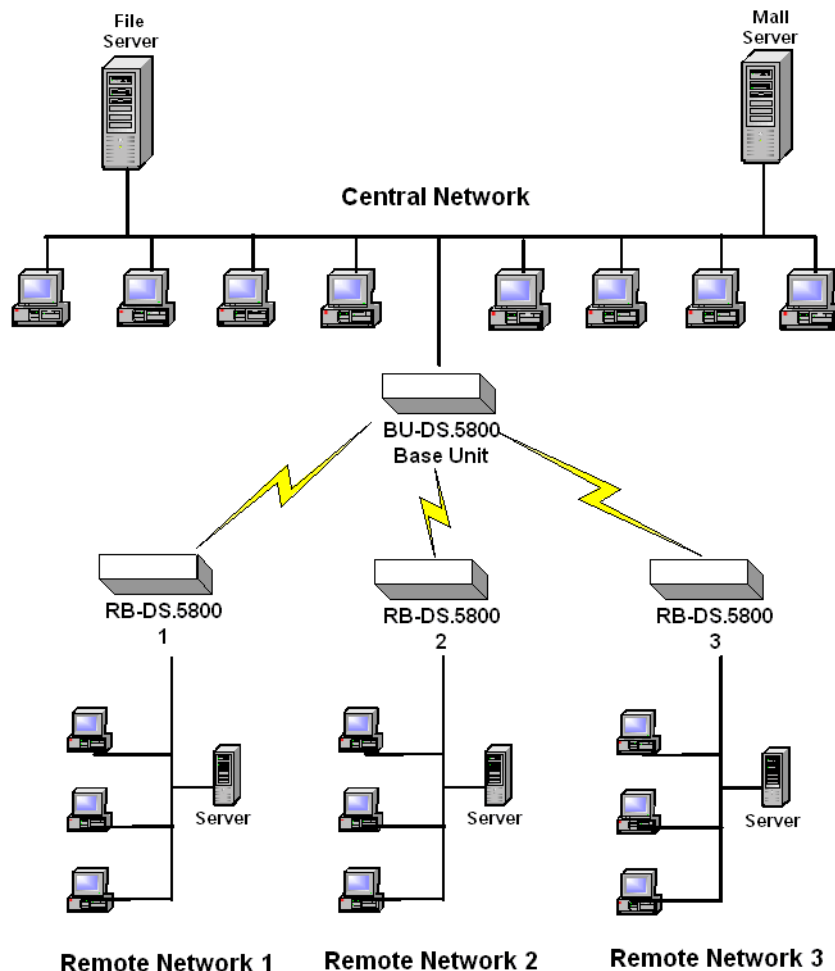 File
Server
Mall
Server
Central Network
BU-DS.5800
Base Unit
RB-DS.5800
1
RB-DS.5800
2
RB-DS.5800
3
Server
Server
Server
Remote Network 1
Remote Network 2
Remote Network 3